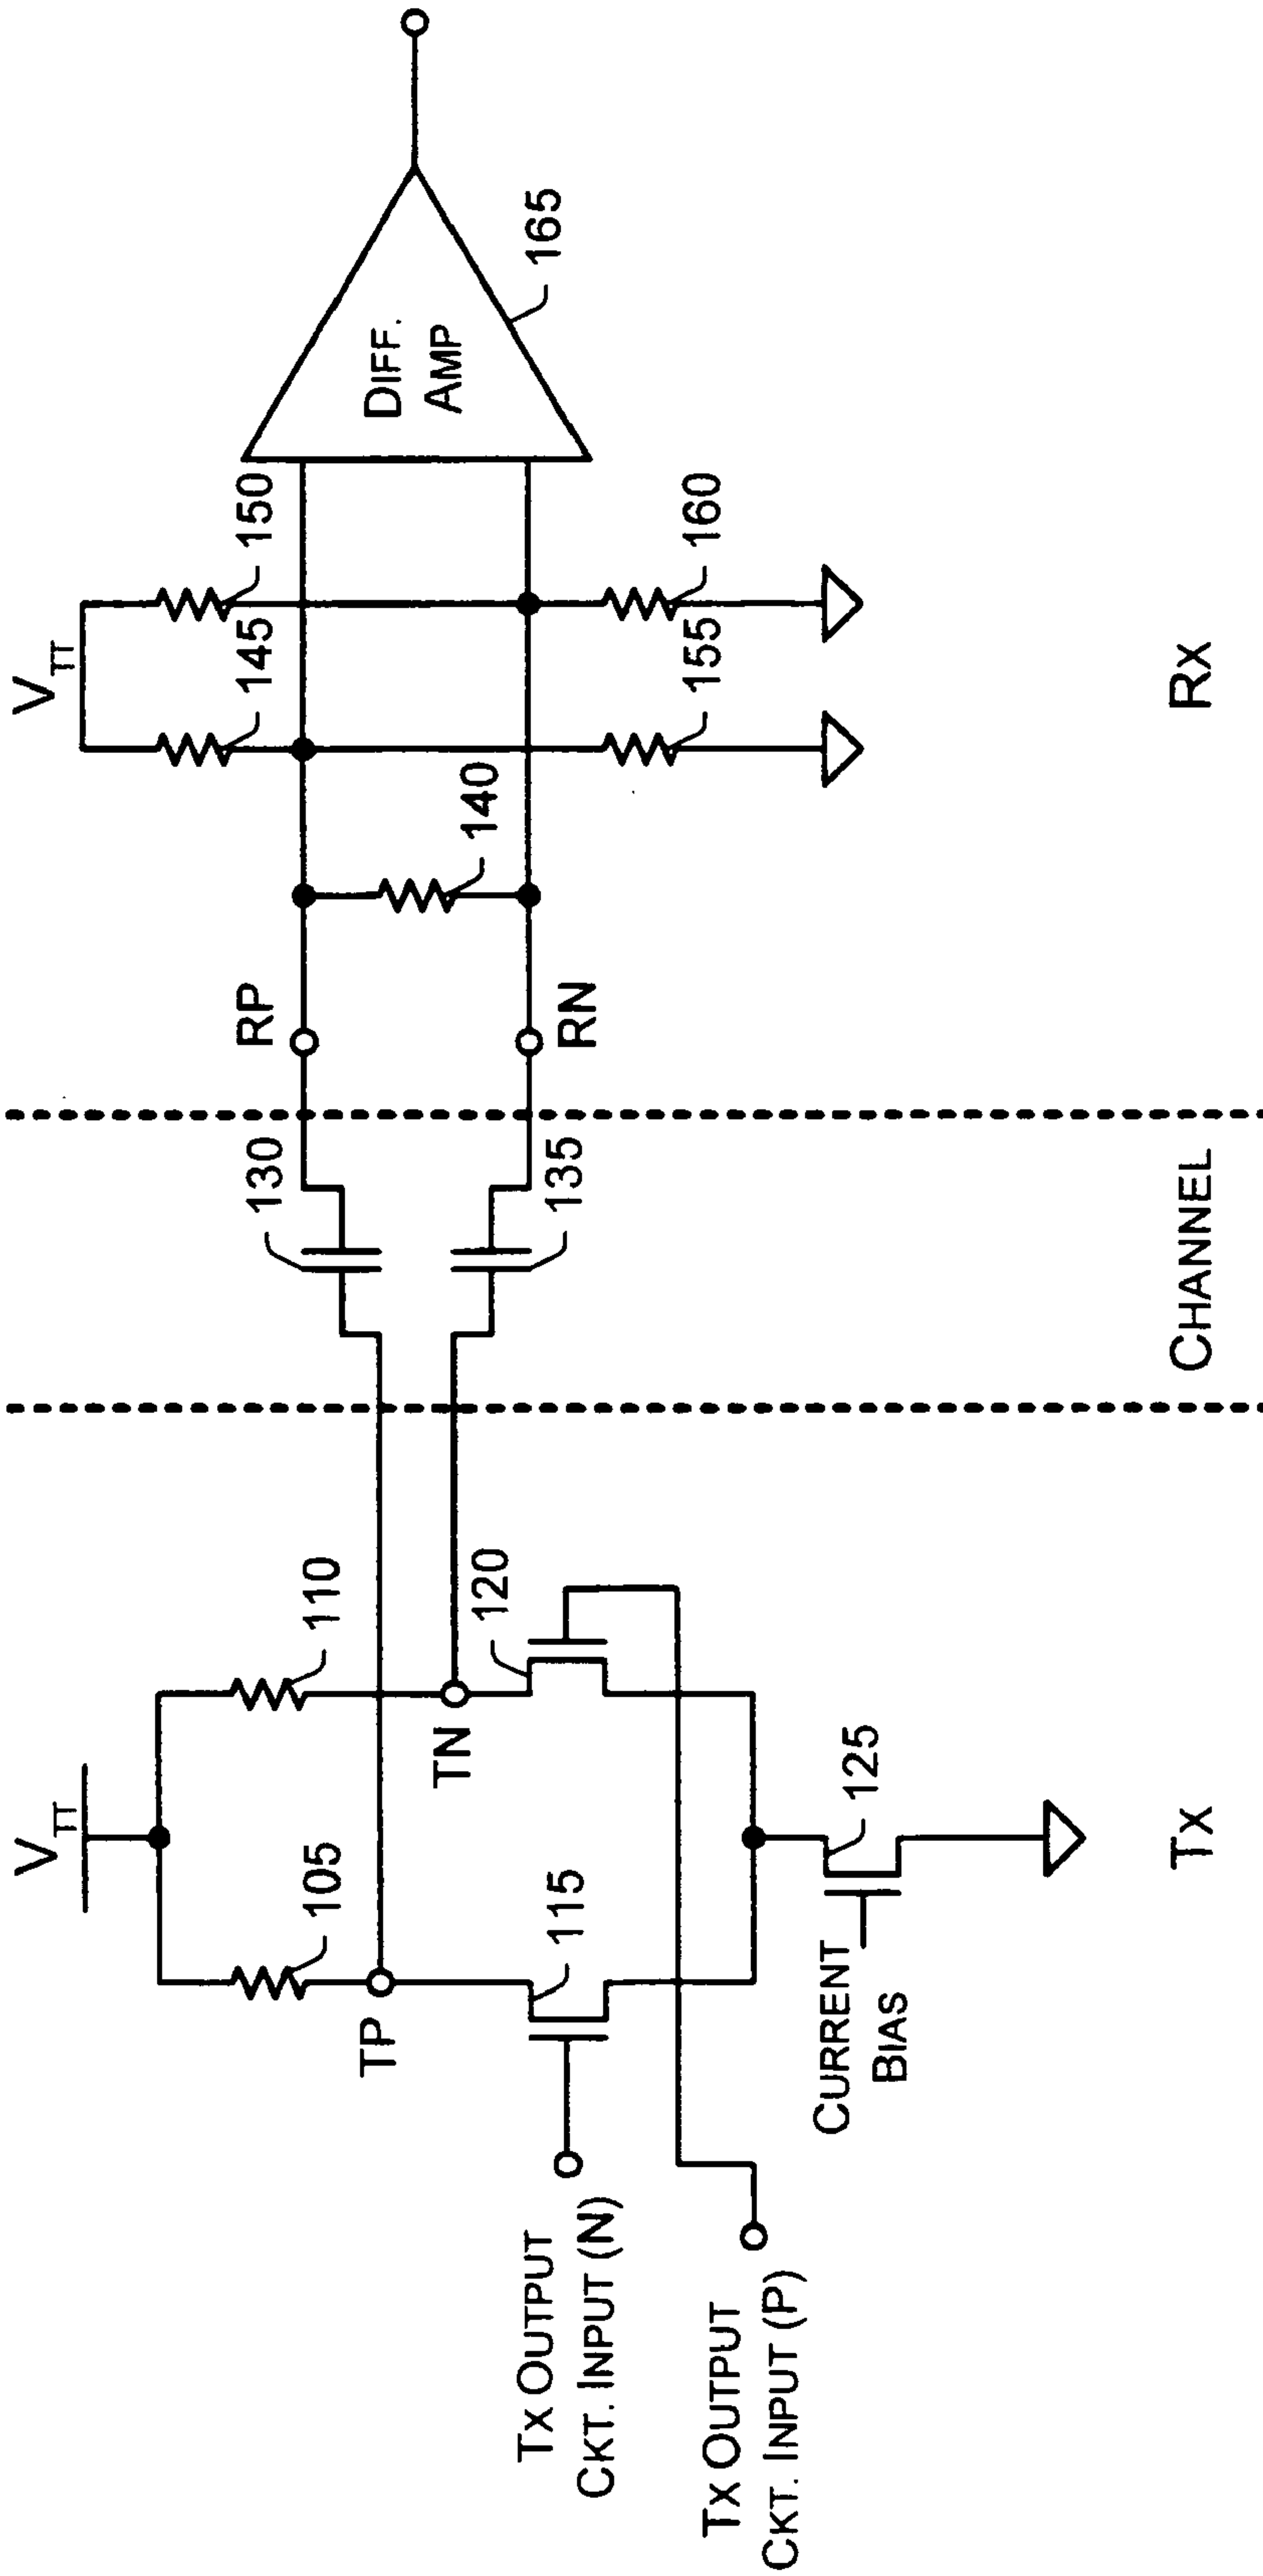 VTT
105
110
TP
TN
115
120
TX OUTPUT
CKT. INPUT (N)
TX OUTPUT
CKT. INPUT (P)
CURRENT
BIAS
125
TX
130
135
CHANNEL
RP
RN
VTT
140
145
150
155
160
DIFF.
AMP
165
RX